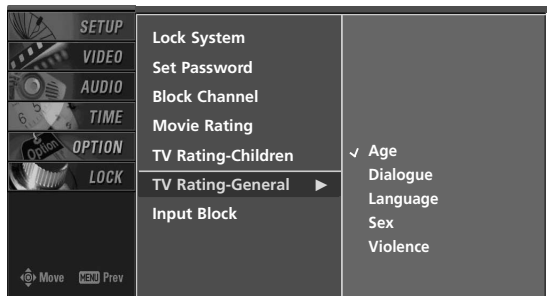 SETUP
VIDEO
AUDIO
TIME
OPTION
LOCK
Lock System
Set Password
Block Channel
Movie Rating
TV Rating-Children
TV Rating-General ▶
Input Block
✓ Age
Dialogue
Language
Sex
Violence
Move MENU Prev
Option